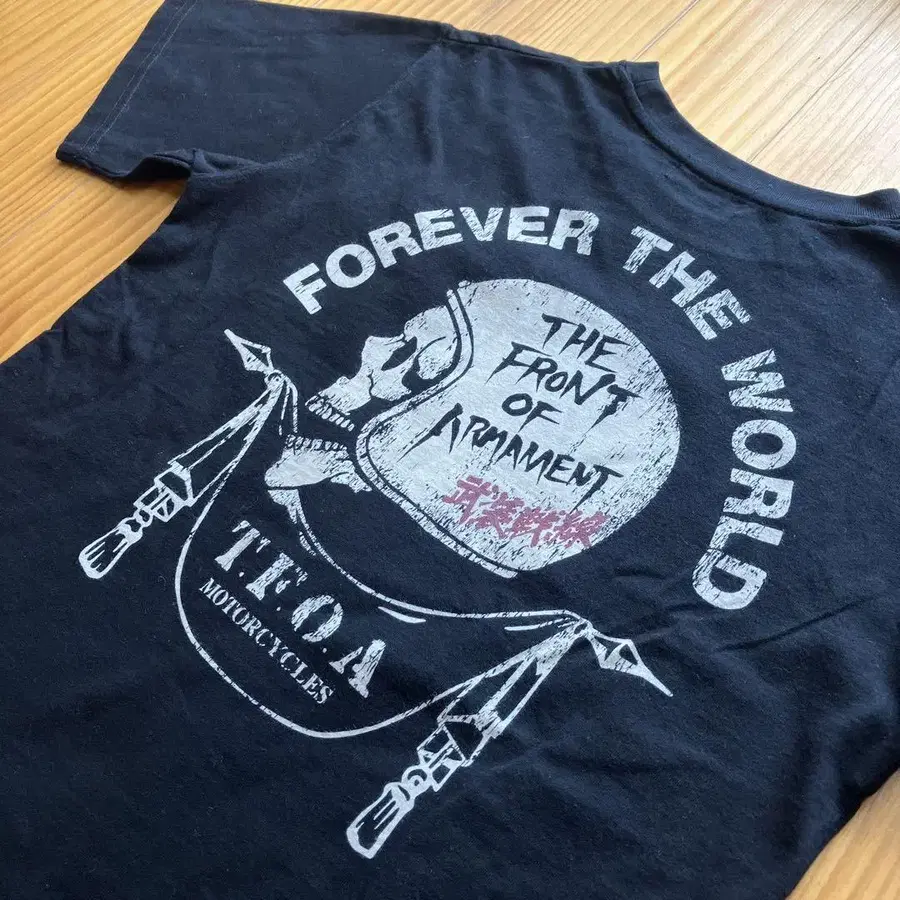 FOREVER THE WORLD
THE
FRONT
OF
ARMAMENT
武装戦線
T.F.O.A
MOTORCYCLES